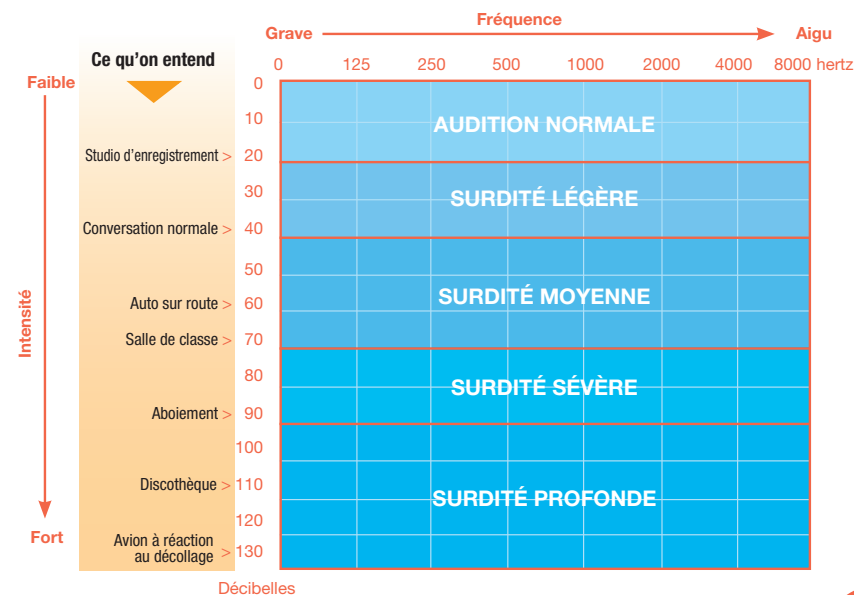 Fréquence
Grave Aigu
Ce qu'on entend
0 125 250 500 1000 2000 4000 8000 hertz
Faible 0
10
AUDITION NORMALE
Studio d'enregistrement > 20
30
SURDITÉ LÉGÈRE
Conversation normale > 40
50
SURDITÉ MOYENNE
Auto sur route > 60
Intensité
Salle de classe > 70
80
SURDITÉ SÉVÈRE
Aboiement > 90
100
Discothèque > 110
SURDITÉ PROFONDE
120
Fort
Avion à réaction
au décollage > 130
Décibelles